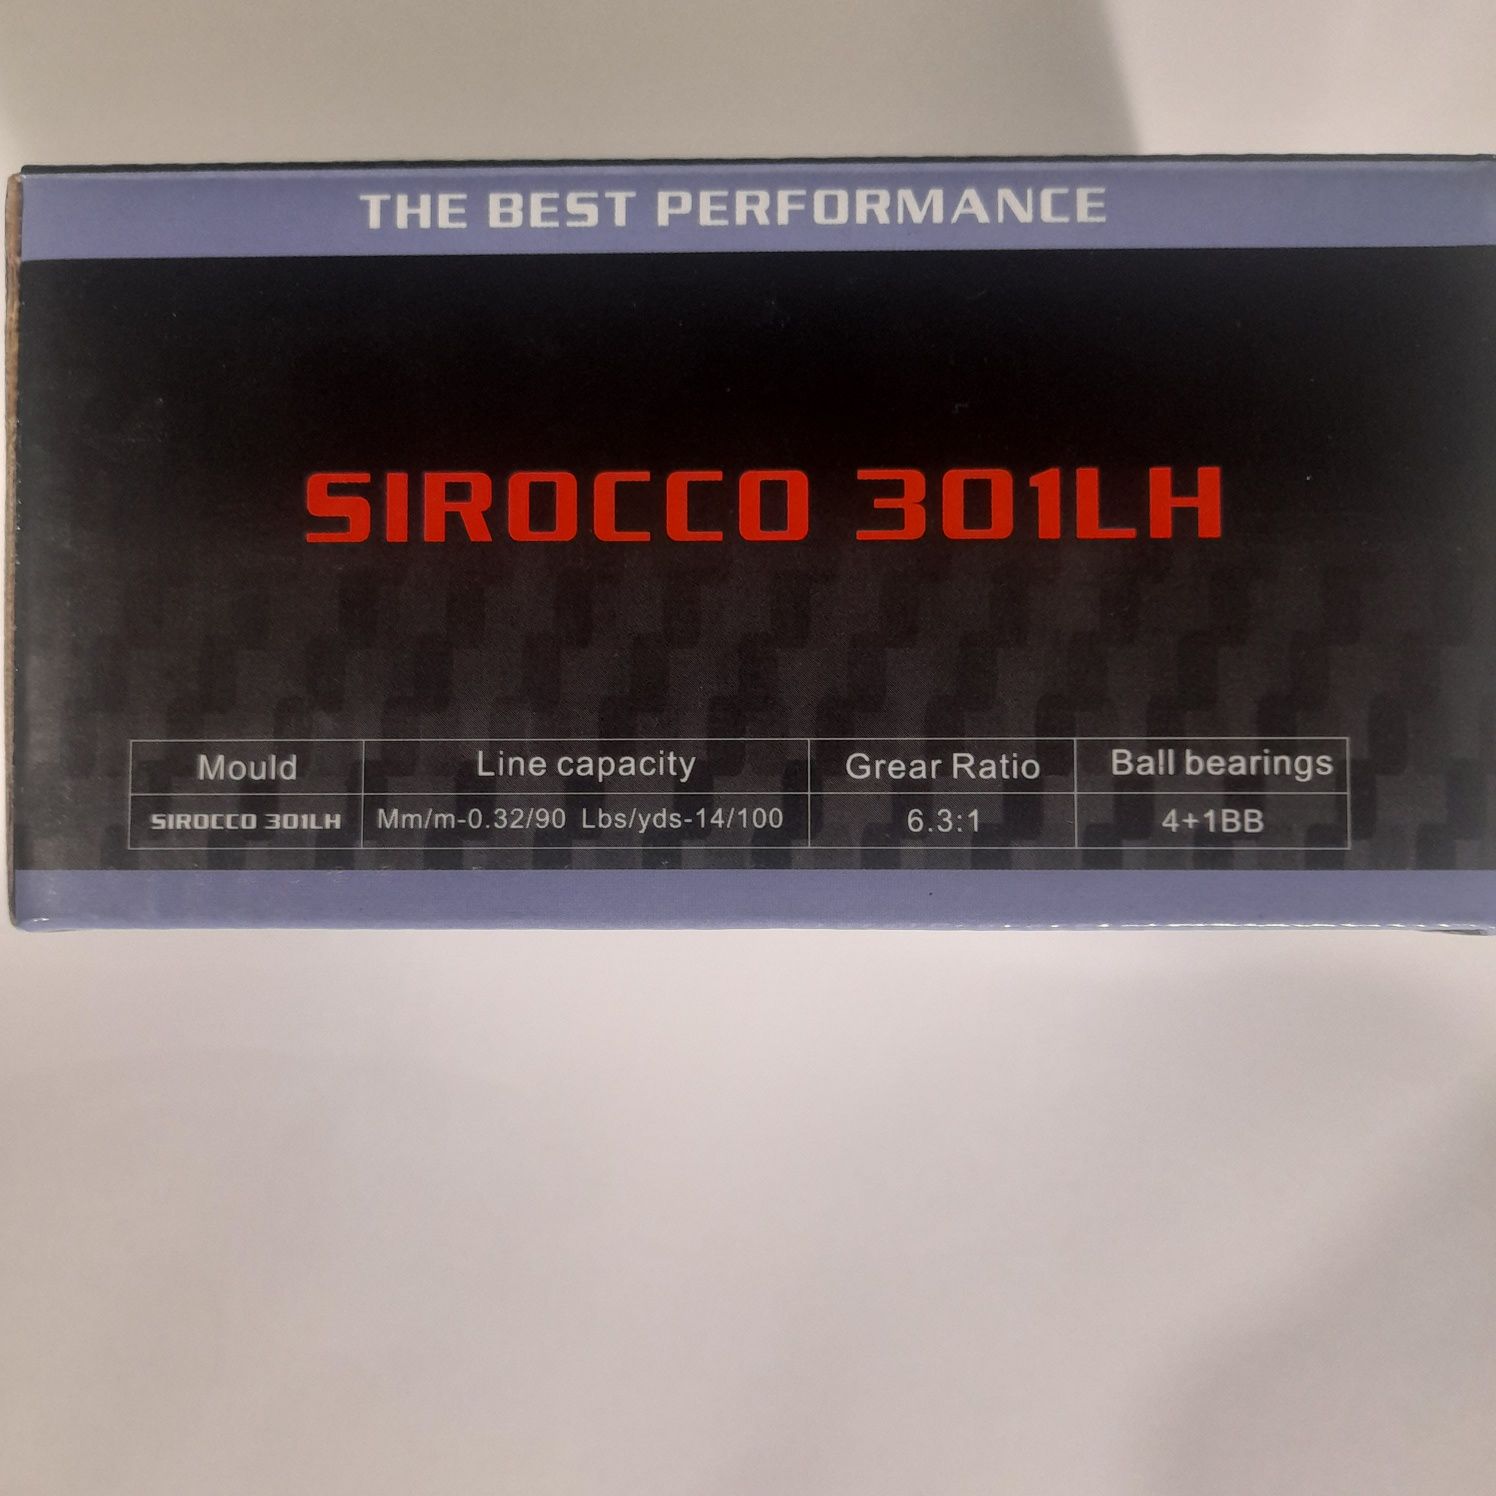 THE BEST PERFORMANCE
SIROCCO 301LH
Mould Line capacity Grear Ratio Ball bearings
SIROCCO 301LH Mm/m-0.32/90 Lbs/yds-14/100 6.3:1 4+1BB